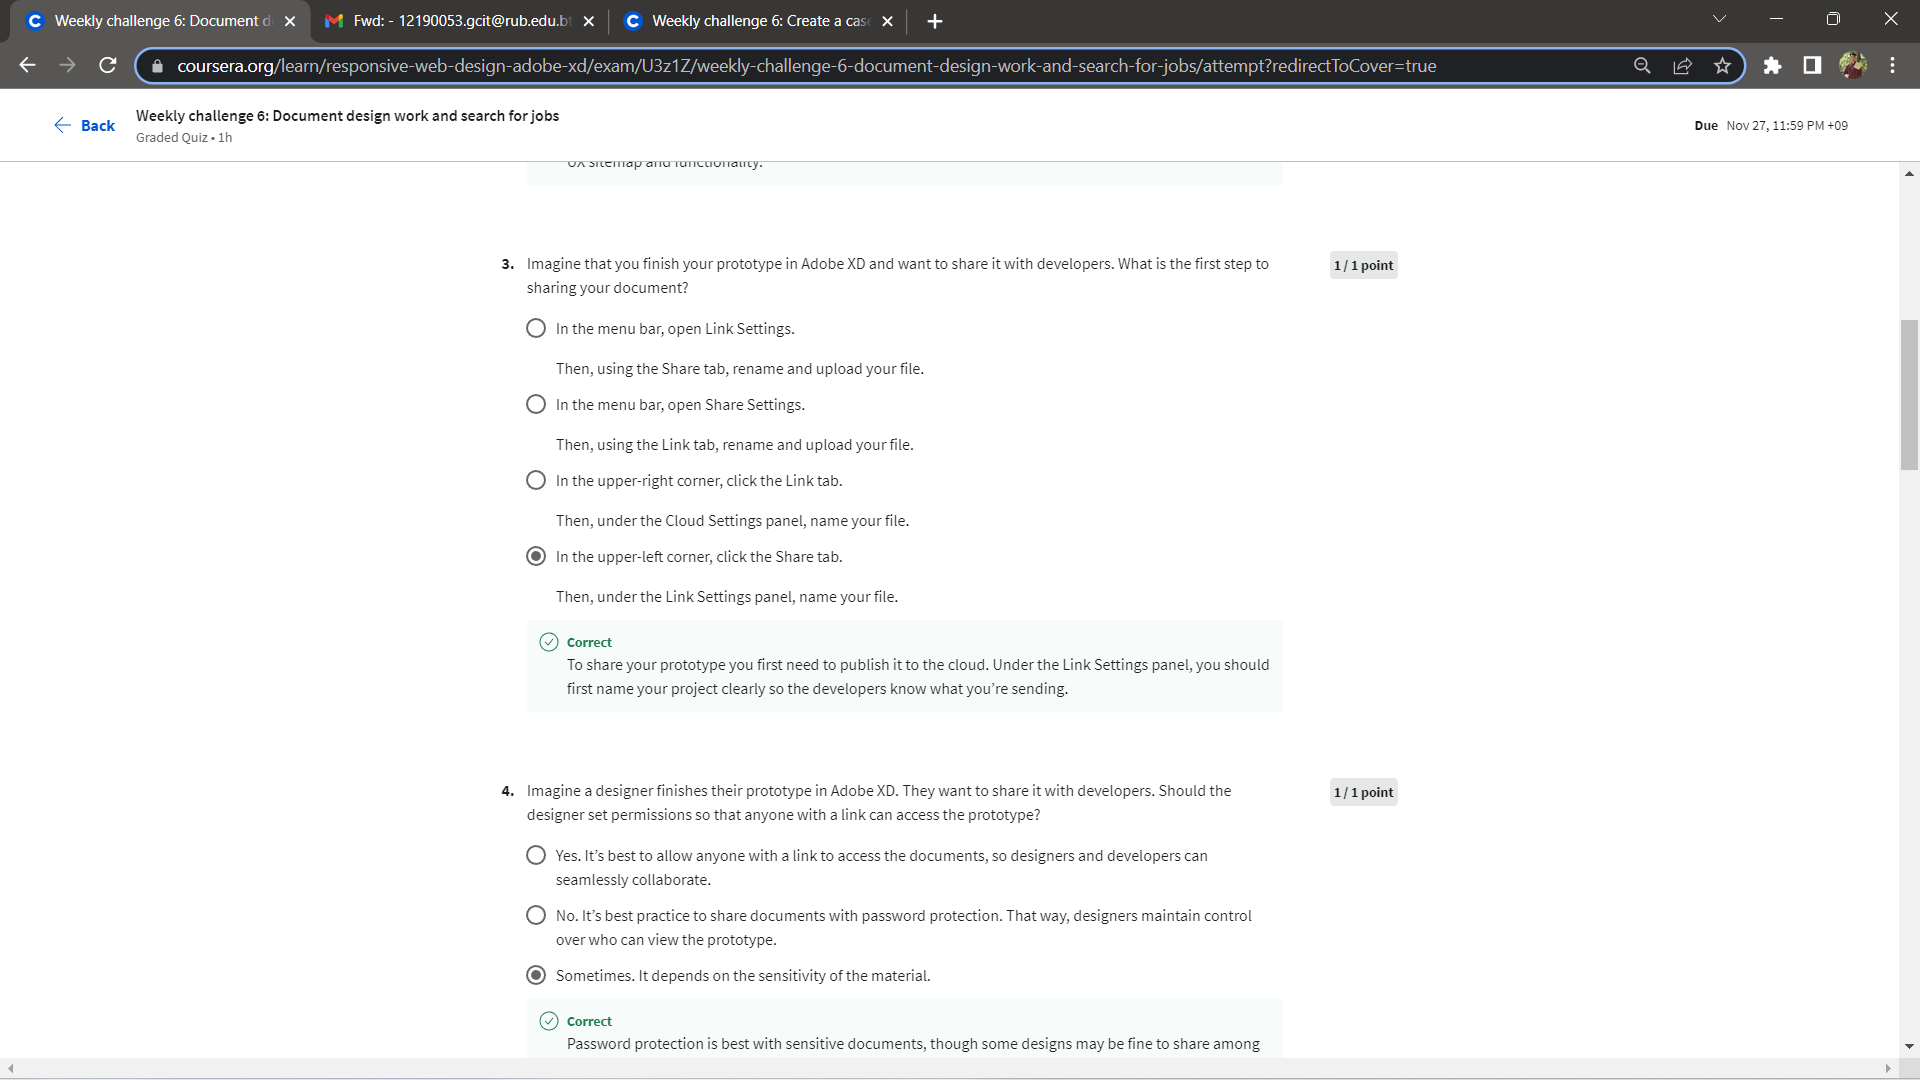 Weekly challenge 6: Document d
Fwd: - 12190053.gcit@rub.edu.bt
Weekly challenge 6: Create a cas
coursera.org/learn/responsive-web-design-adobe-xd/exam/U3z1Z/weekly-challenge-6-document-design-work-and-search-for-jobs/attempt?redirectToCover=true
Back
Weekly challenge 6: Document design work and search for jobs
Graded Quiz • 1h
Due Nov 27, 11:59 PM +09
UX sitemap and functionality.
3. Imagine that you finish your prototype in Adobe XD and want to share it with developers. What is the first step to
sharing your document?
1 / 1 point
In the menu bar, open Link Settings.
Then, using the Share tab, rename and upload your file.
In the menu bar, open Share Settings.
Then, using the Link tab, rename and upload your file.
In the upper-right corner, click the Link tab.
Then, under the Cloud Settings panel, name your file.
In the upper-left corner, click the Share tab.
Then, under the Link Settings panel, name your file.
Correct
To share your prototype you first need to publish it to the cloud. Under the Link Settings panel, you should
first name your project clearly so the developers know what you’re sending.
4. Imagine a designer finishes their prototype in Adobe XD. They want to share it with developers. Should the
designer set permissions so that anyone with a link can access the prototype?
1 / 1 point
Yes. It’s best to allow anyone with a link to access the documents, so designers and developers can
seamlessly collaborate.
No. It’s best practice to share documents with password protection. That way, designers maintain control
over who can view the prototype.
Sometimes. It depends on the sensitivity of the material.
Correct
Password protection is best with sensitive documents, though some designs may be fine to share among